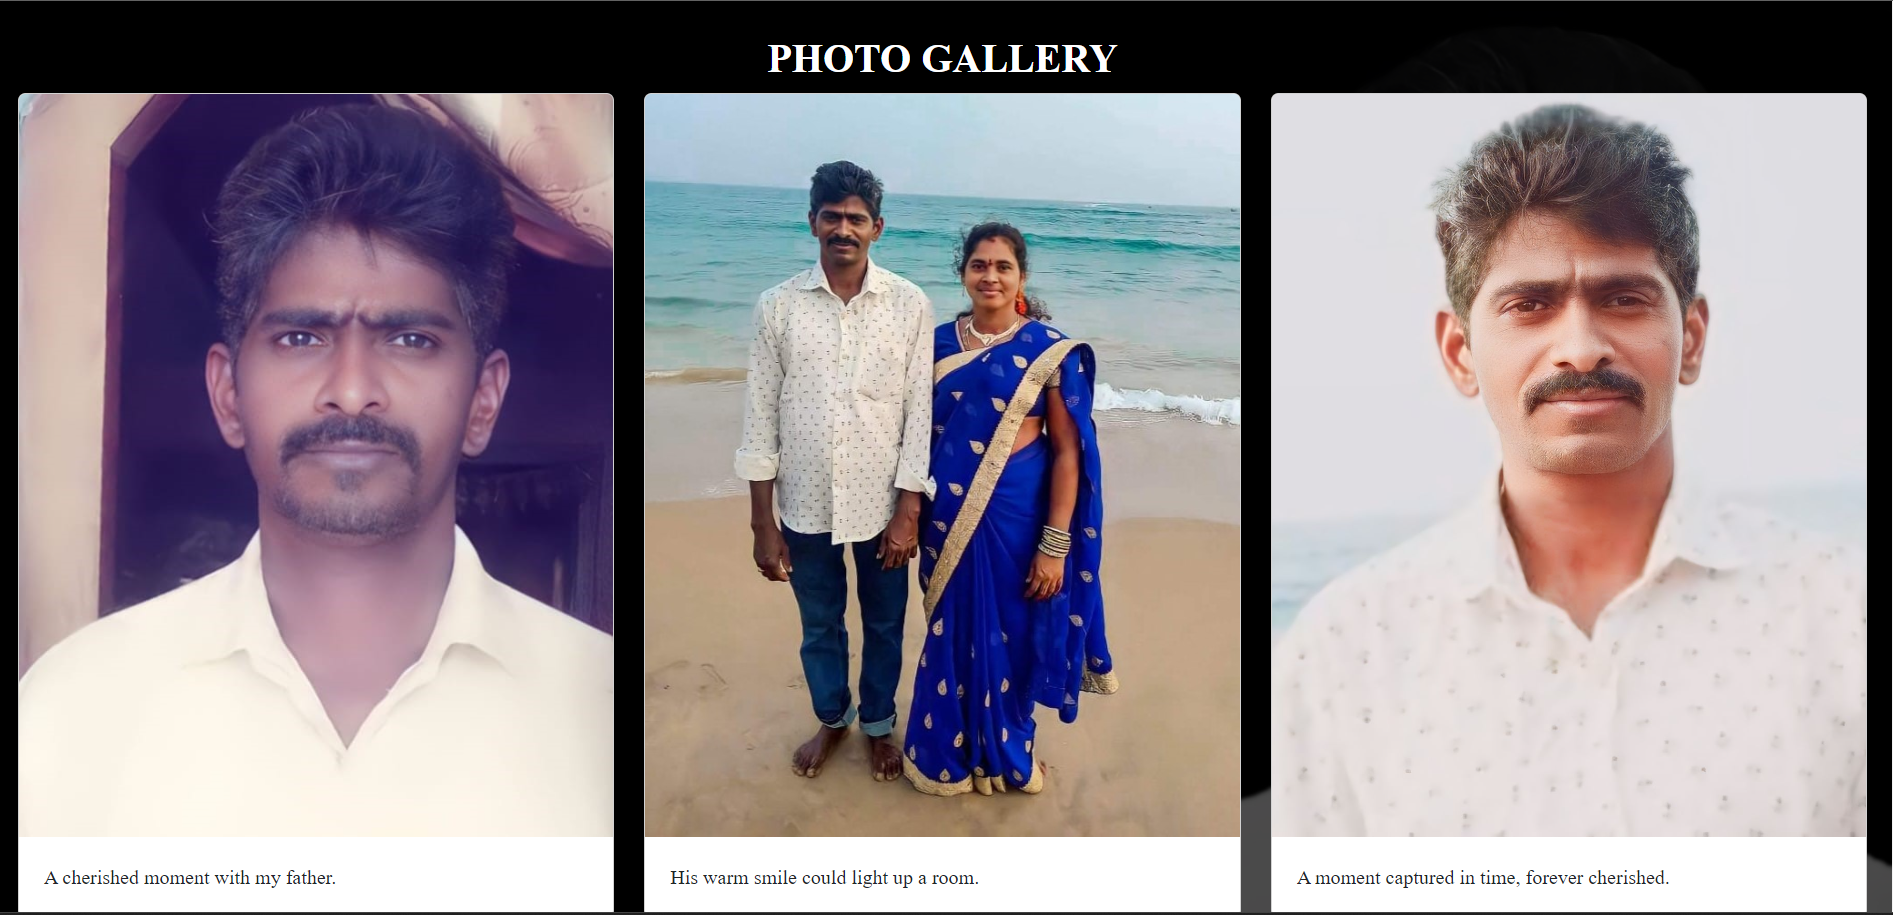 PHOTO GALLERY
A cherished moment with my father.
His warm smile could light up a room.
A moment captured in time, forever cherished.